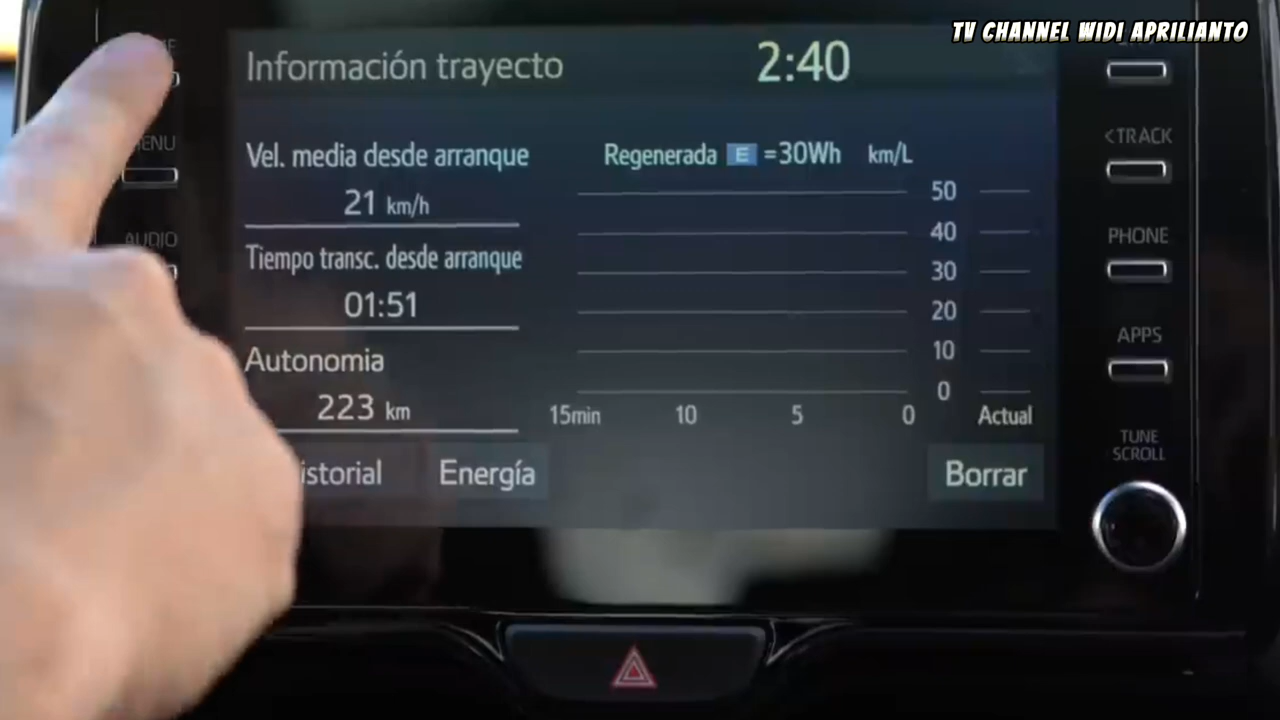 TV CHANNEL WIDI APRILIANTO
Información trayecto
2:40
MENU
AUDIO
<TRACK
PHONE
APPS
TUNE
SCROLL
Vel. media desde arranque
21 km/h
Tiempo transc. desde arranque
01:51
Autonomia
223 km
Regenerada E =30Wh km/L
50
40
30
20
10
0
15min 10 5 0 Actual
istorial
Energía
Borrar